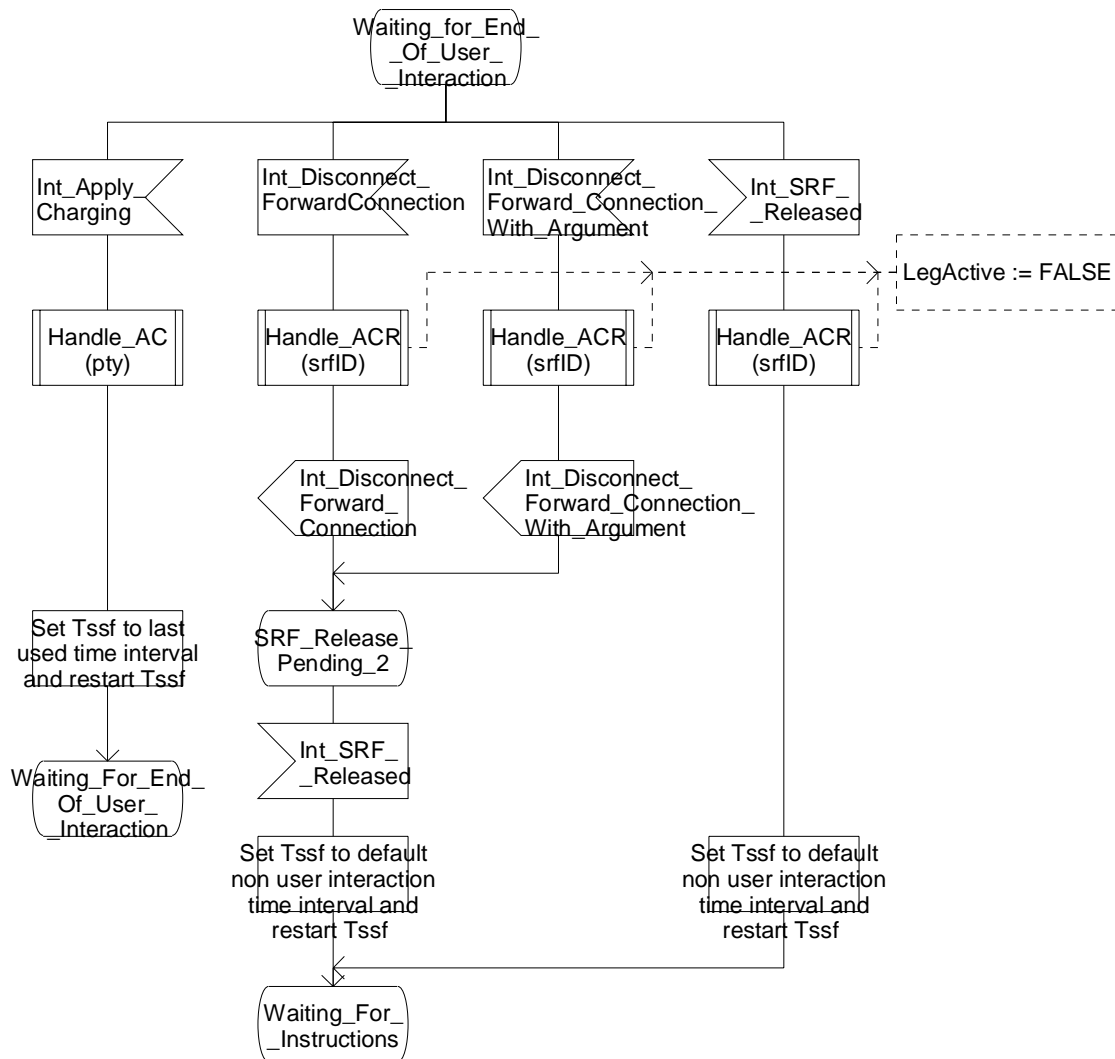 Waiting_for_End_
_Of_User_
_Interaction
Int_Apply_
Charging
Int_Disconnect_
ForwardConnection
Int_Disconnect_
Forward_Connection_
With_Argument
Int_SRF_
_Released
LegActive := FALSE
Handle_AC
(pty)
Handle_ACR
(srfID)
Handle_ACR
(srfID)
Handle_ACR
(srfID)
Int_Disconnect_
Forward_
Connection
Int_Disconnect_
Forward_Connection_
With_Argument
Set Tssf to last
used time interval
and restart Tssf
SRF_Release_
Pending_2
Int_SRF_
_Released
Waiting_For_End_
Of_User_
_Interaction
Set Tssf to default
non user interaction
time interval and
restart Tssf
Set Tssf to default
non user interaction
time interval and
restart Tssf
Waiting_For_
_Instructions